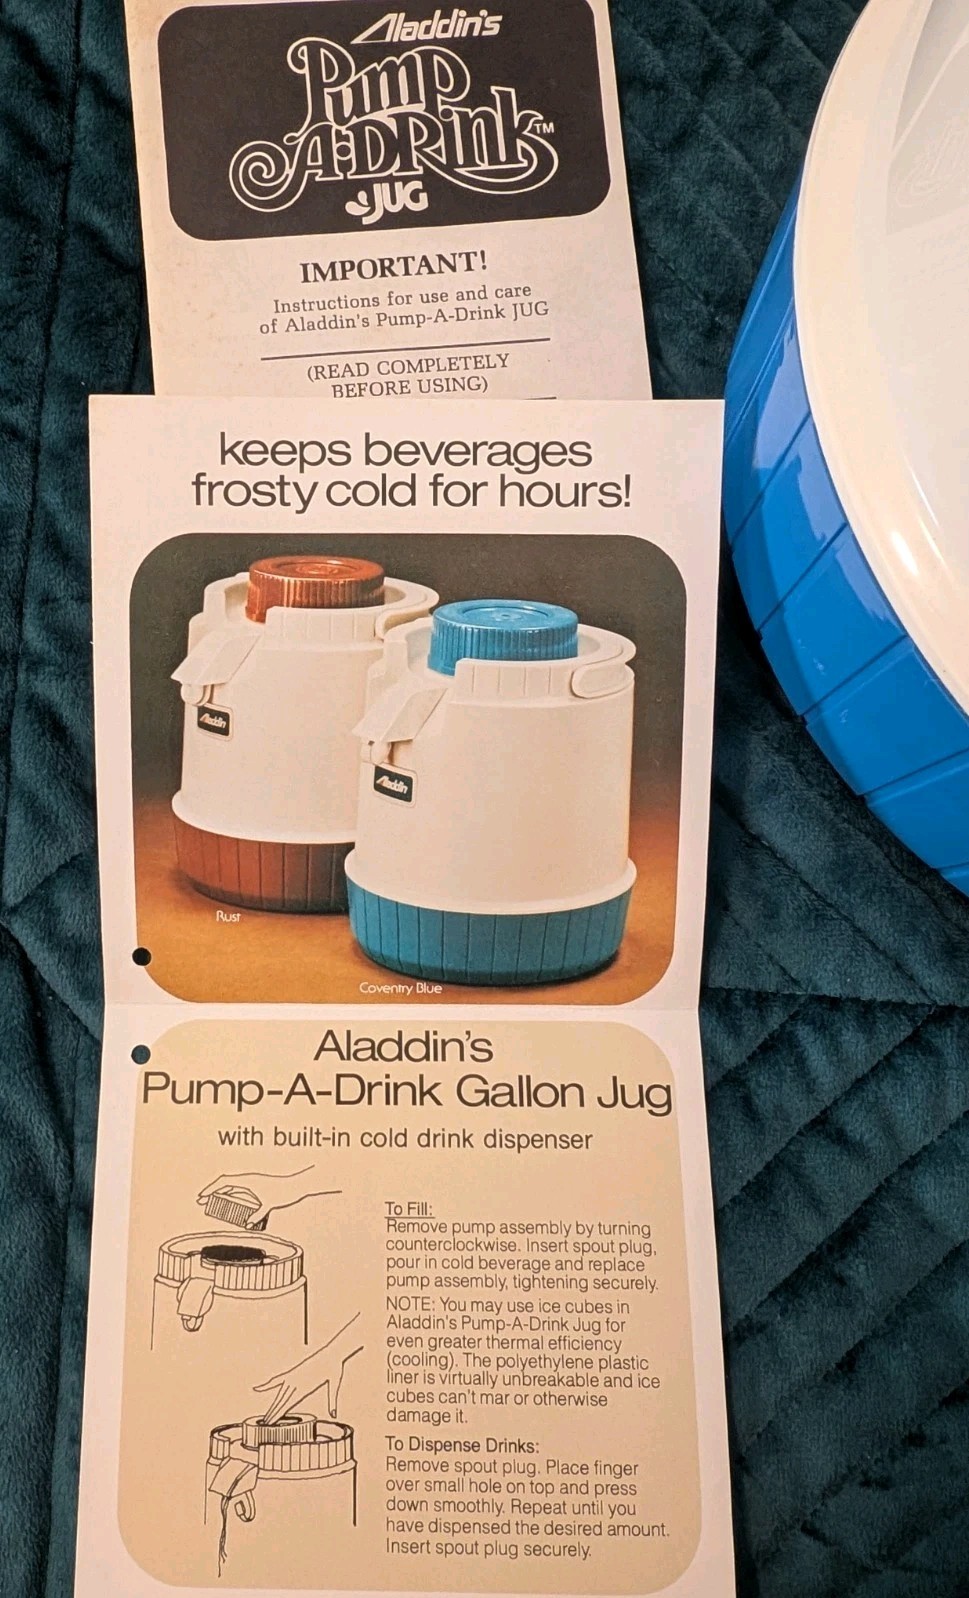 Aladdin's
Pump
A-DRink™
JUG
IMPORTANT!
Instructions for use and care
of Aladdin's Pump-A-Drink JUG
(READ COMPLETELY
BEFORE USING)
keeps beverages
frosty cold for hours!
Aladdin
Aladdin
Rust
Coventry Blue
Aladdin's
Pump-A-Drink Gallon Jug
with built-in cold drink dispenser
To Fill:
Remove pump assembly by turning
counterclockwise. Insert spout plug,
pour in cold beverage and replace
pump assembly, tightening securely.
NOTE: You may use ice cubes in
Aladdin's Pump-A-Drink Jug for
even greater thermal efficiency
(cooling). The polyethylene plastic
liner is virtually unbreakable and ice
cubes can't mar or otherwise
damage it.
To Dispense Drinks:
Remove spout plug. Place finger
over small hole on top and press
down smoothly. Repeat until you
have dispensed the desired amount.
Insert spout plug securely.